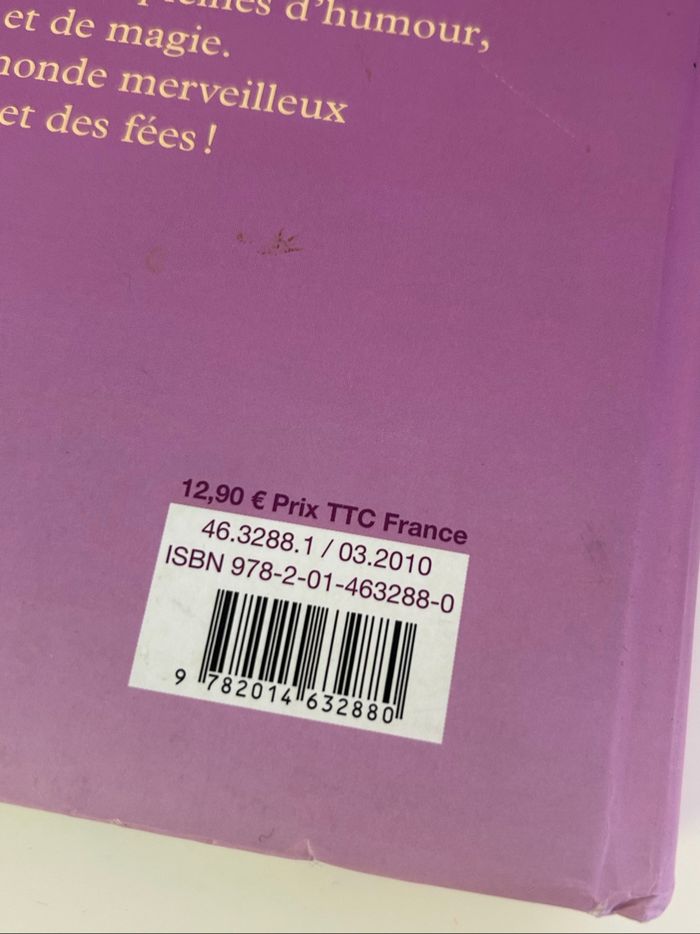 d'humour,
et de magie.
merveilleux
et des fées !
12,90 € Prix TTC France
46.3288.1 / 03.2010
ISBN 978-2-01-463288-0
9 782014 632880